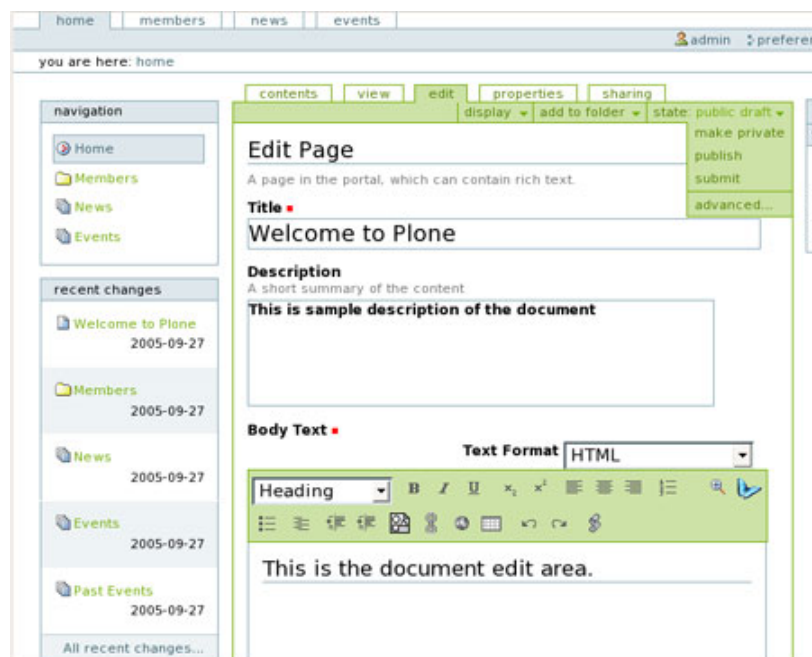 home members news events
admin prefere
you are here: home
contents view edit properties sharing
navigation
display add to folder state: public draft
make private
publish
submit
advanced...
Home
Members
News
Events
Edit Page
A page in the portal, which can contain rich text.
Title
Welcome to Plone
Description
A short summary of the content
This is sample description of the document
recent changes
Welcome to Plone
2005-09-27
Members
2005-09-27
News
2005-09-27
Events
2005-09-27
Past Events
2005-09-27
All recent changes...
Body Text
Text Format HTML
Heading B I U x₂ x²
This is the document edit area.